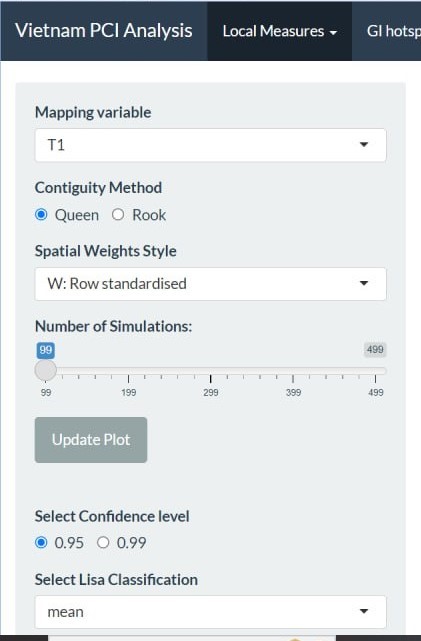 Vietnam PCI Analysis Local Measures GI hotsp
Mapping variable
T1
Contiguity Method
Queen Rook
Spatial Weights Style
W: Row standardised
Number of Simulations:
99 499
99 199 299 399 499
Update Plot
Select Confidence level
0.95 0.99
Select Lisa Classification
mean